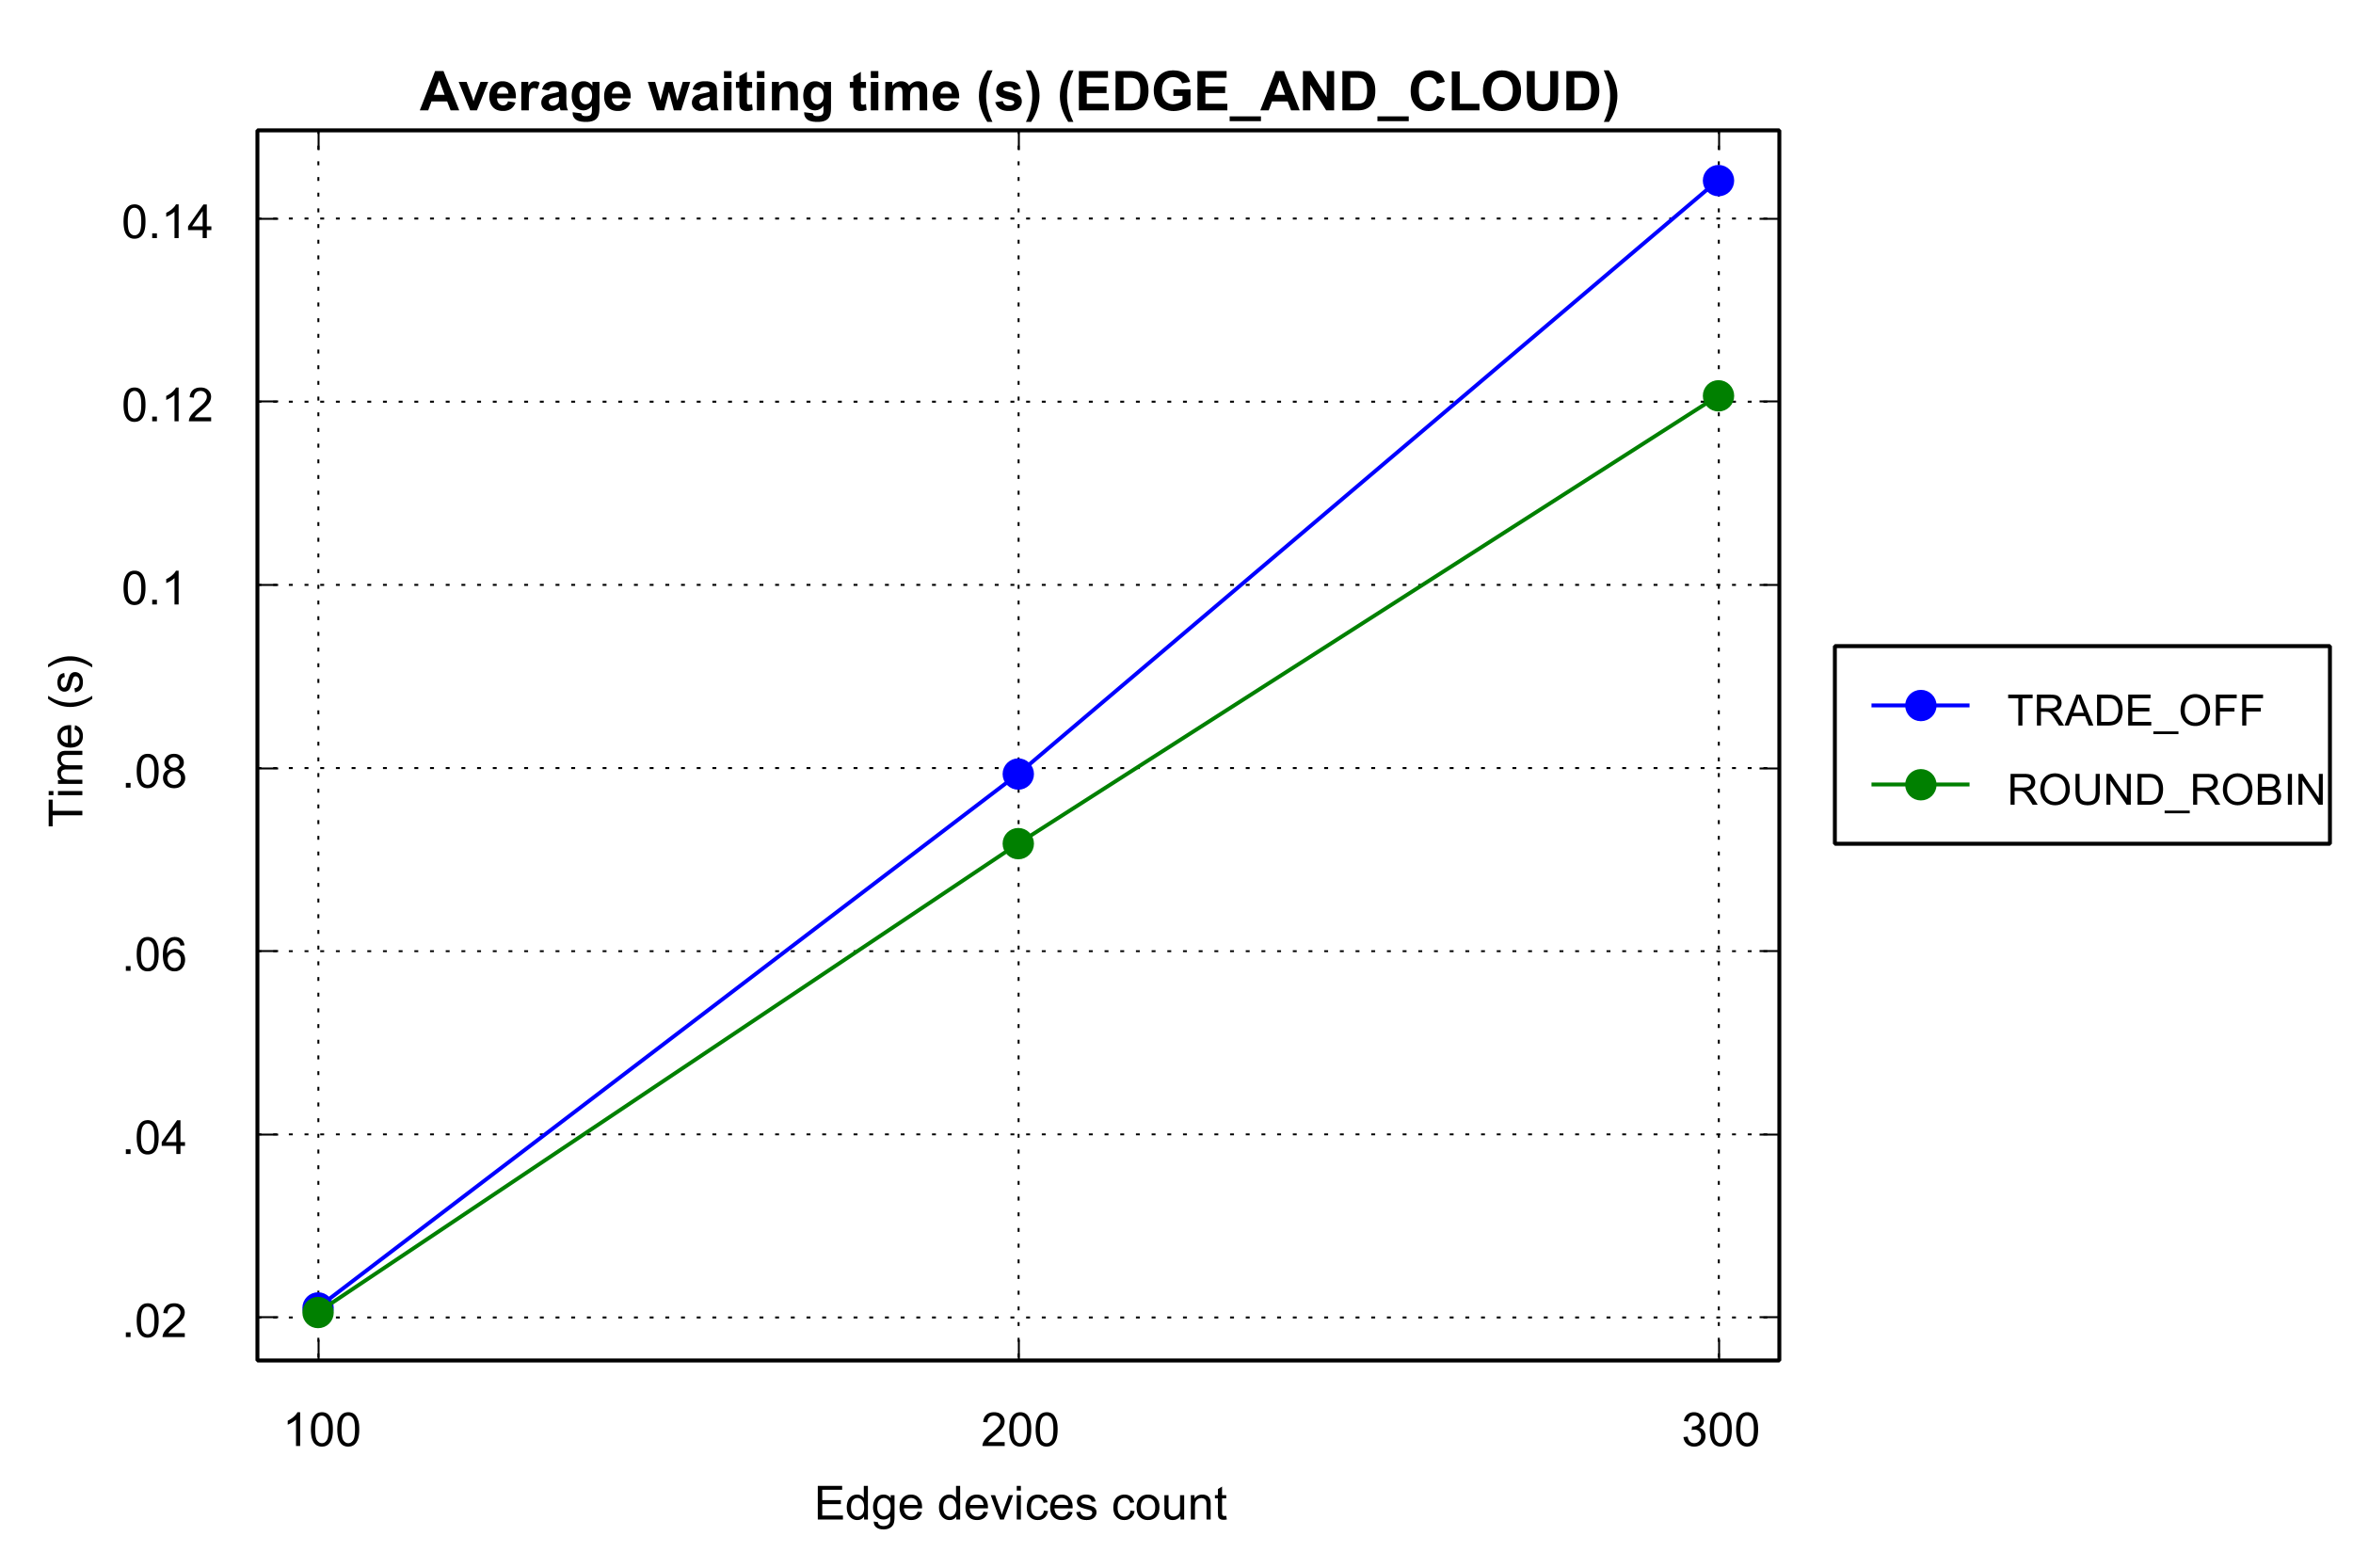 Average waiting time (s) (EDGE_AND_CLOUD)
0.14
0.12
0.1
.08
.06
.04
.02
Time (s)
100 200 300
Edge devices count
TRADE_OFF
ROUND_ROBIN